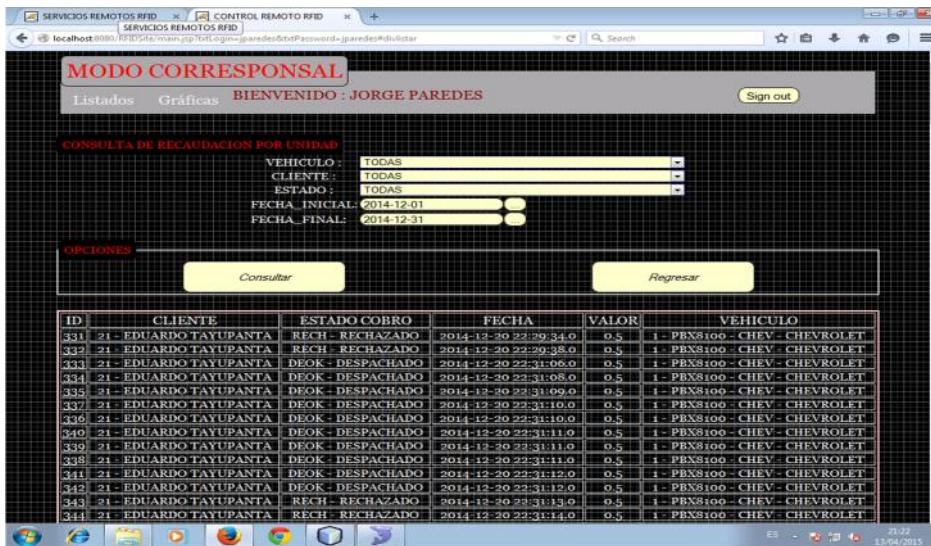 SERVICIOS REMOTOS RFID × CONTROL REMOTO RFID × +
SERVICIOS REMOTOS RFID
localhost:8080/RFIDSite/main.jsp?txtLogin=jparedes&txtPassword=jparedes#divlistar Search
MODO CORRESPONSAL
Listados Gráficas BIENVENIDO : JORGE PAREDES Sign out
CONSULTA DE RECAUDACION POR UNIDAD
VEHICULO : TODAS
CLIENTE : TODAS
ESTADO : TODAS
FECHA_INICIAL: 2014-12-01 ...
FECHA_FINAL: 2014-12-31 ...
OPCIONES
Consultar Regresar
ID CLIENTE ESTADO COBRO FECHA VALOR VEHICULO
331 21 - EDUARDO TAYUPANTA RECH - RECHAZADO 2014-12-20 22:29:34.0 0.5 1 - PBX8100 - CHEV - CHEVROLET
332 21 - EDUARDO TAYUPANTA RECH - RECHAZADO 2014-12-20 22:29:38.0 0.5 1 - PBX8100 - CHEV - CHEVROLET
333 21 - EDUARDO TAYUPANTA DEOK - DESPACHADO 2014-12-20 22:31:06.0 0.5 1 - PBX8100 - CHEV - CHEVROLET
334 21 - EDUARDO TAYUPANTA DEOK - DESPACHADO 2014-12-20 22:31:08.0 0.5 1 - PBX8100 - CHEV - CHEVROLET
335 21 - EDUARDO TAYUPANTA DEOK - DESPACHADO 2014-12-20 22:31:09.0 0.5 1 - PBX8100 - CHEV - CHEVROLET
337 21 - EDUARDO TAYUPANTA DEOK - DESPACHADO 2014-12-20 22:31:10.0 0.5 1 - PBX8100 - CHEV - CHEVROLET
336 21 - EDUARDO TAYUPANTA DEOK - DESPACHADO 2014-12-20 22:31:10.0 0.5 1 - PBX8100 - CHEV - CHEVROLET
340 21 - EDUARDO TAYUPANTA DEOK - DESPACHADO 2014-12-20 22:31:11.0 0.5 1 - PBX8100 - CHEV - CHEVROLET
339 21 - EDUARDO TAYUPANTA DEOK - DESPACHADO 2014-12-20 22:31:11.0 0.5 1 - PBX8100 - CHEV - CHEVROLET
338 21 - EDUARDO TAYUPANTA DEOK - DESPACHADO 2014-12-20 22:31:11.0 0.5 1 - PBX8100 - CHEV - CHEVROLET
341 21 - EDUARDO TAYUPANTA DEOK - DESPACHADO 2014-12-20 22:31:12.0 0.5 1 - PBX8100 - CHEV - CHEVROLET
342 21 - EDUARDO TAYUPANTA DEOK - DESPACHADO 2014-12-20 22:31:12.0 0.5 1 - PBX8100 - CHEV - CHEVROLET
343 21 - EDUARDO TAYUPANTA RECH - RECHAZADO 2014-12-20 22:31:13.0 0.5 1 - PBX8100 - CHEV - CHEVROLET
344 21 - EDUARDO TAYUPANTA RECH - RECHAZADO 2014-12-20 22:31:14.0 0.5 1 - PBX8100 - CHEV - CHEVROLET
ES 21:22
13/04/2015